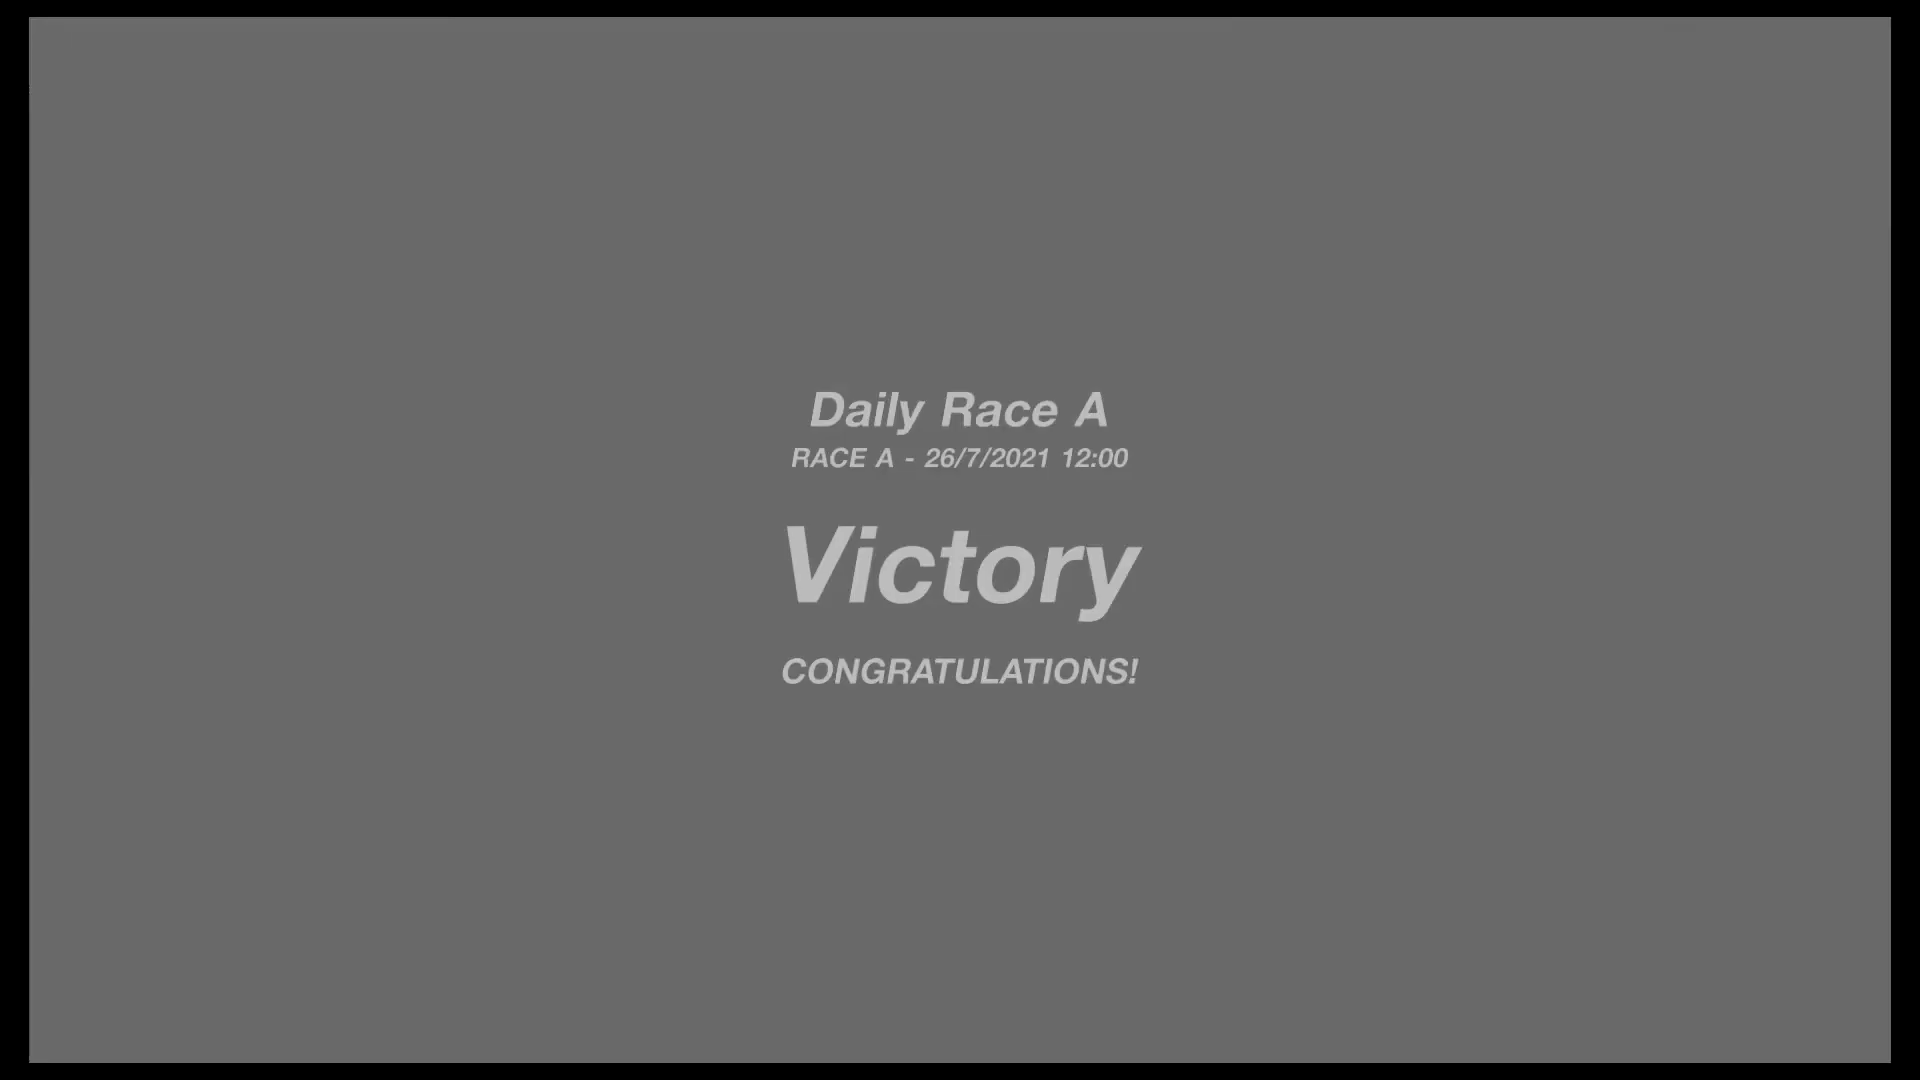 Daily Race A
RACE A - 26/7/2021 12:00
Victory
CONGRATULATIONS!